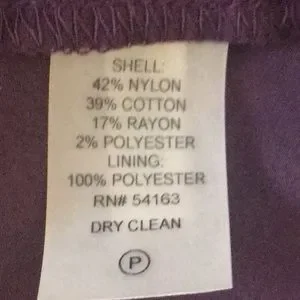 SHELL:
42% NYLON
39% COTTON
17% RAYON
2% POLYESTER
LINING:
100% POLYESTER
RN# 54163
DRY CLEAN
P